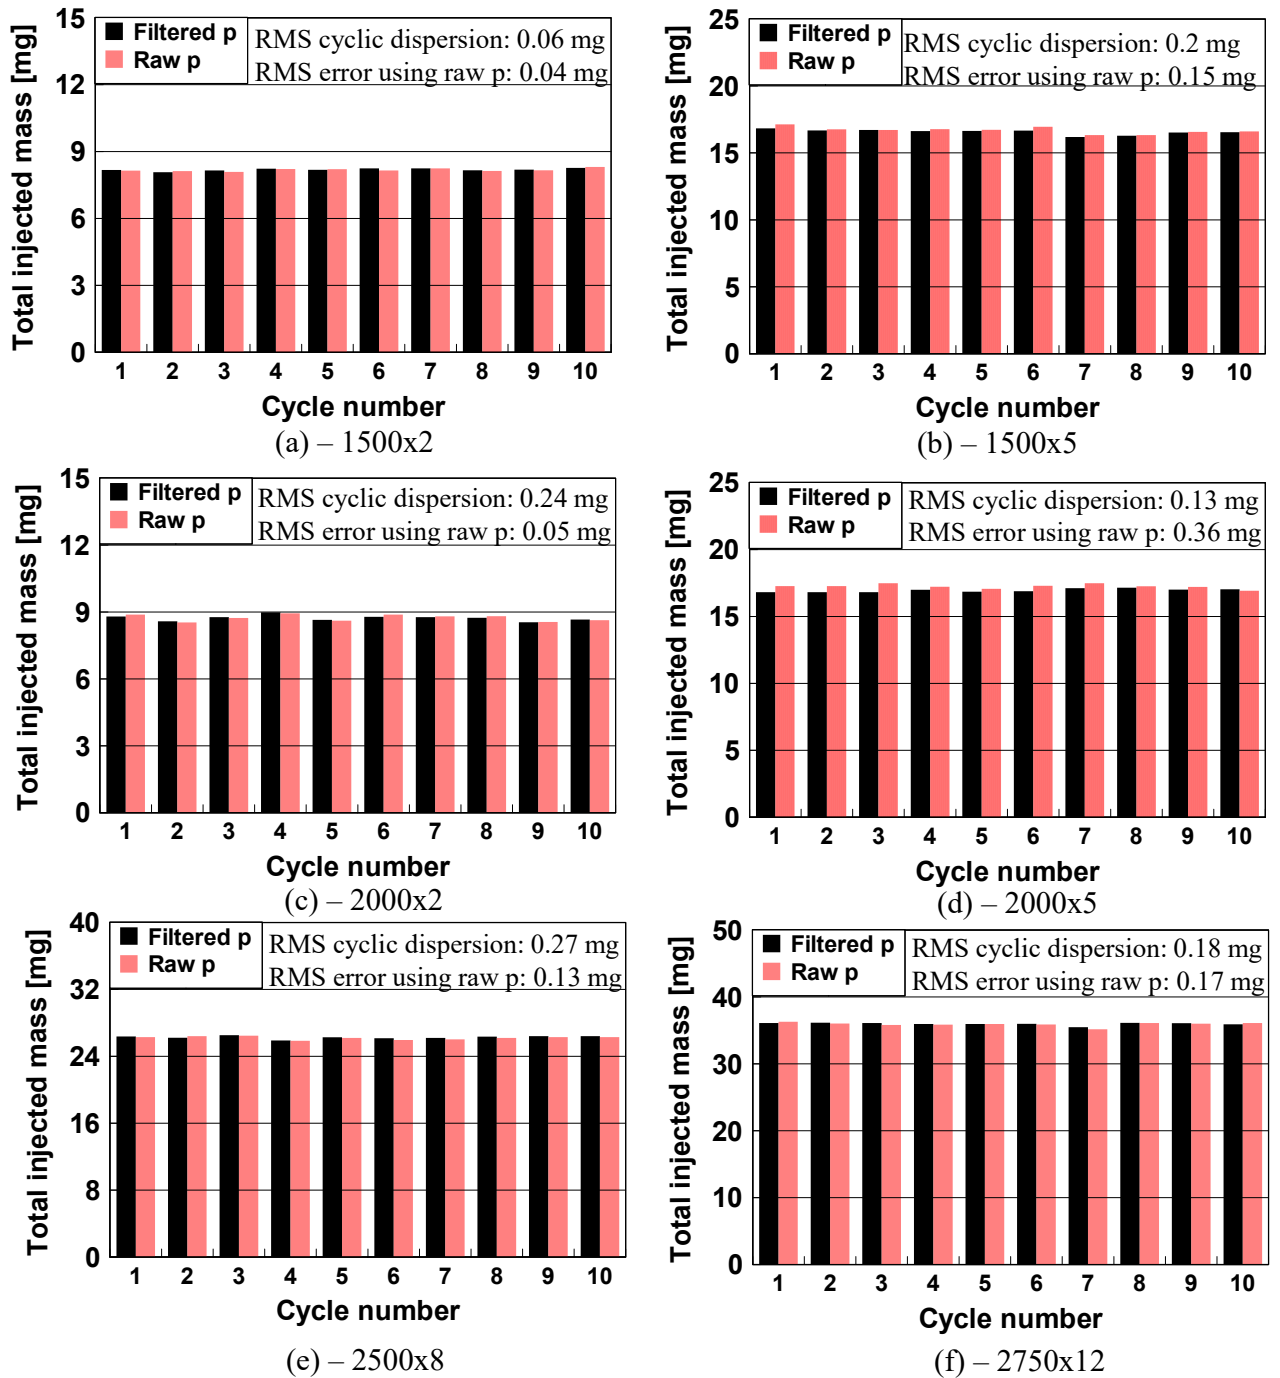 Total injected mass [mg]
15
12
9
6
3
0
Filtered p
Raw p
RMS cyclic dispersion: 0.06 mg
RMS error using raw p: 0.04 mg
1 2 3 4 5 6 7 8 9 10
Cycle number
(a) – 1500x2
Total injected mass [mg]
25
20
15
10
5
0
Filtered p
Raw p
RMS cyclic dispersion: 0.2 mg
RMS error using raw p: 0.15 mg
1 2 3 4 5 6 7 8 9 10
Cycle number
(b) – 1500x5
Total injected mass [mg]
15
12
9
6
3
0
Filtered p
Raw p
RMS cyclic dispersion: 0.24 mg
RMS error using raw p: 0.05 mg
1 2 3 4 5 6 7 8 9 10
Cycle number
(c) – 2000x2
Total injected mass [mg]
25
20
15
10
5
0
Filtered p
Raw p
RMS cyclic dispersion: 0.13 mg
RMS error using raw p: 0.36 mg
1 2 3 4 5 6 7 8 9 10
Cycle number
(d) – 2000x5
Total injected mass [mg]
40
32
24
16
8
0
Filtered p
Raw p
RMS cyclic dispersion: 0.27 mg
RMS error using raw p: 0.13 mg
1 2 3 4 5 6 7 8 9 10
Cycle number
(e) – 2500x8
Total injected mass [mg]
50
40
30
20
10
0
Filtered p
Raw p
RMS cyclic dispersion: 0.18 mg
RMS error using raw p: 0.17 mg
1 2 3 4 5 6 7 8 9 10
Cycle number
(f) – 2750x12